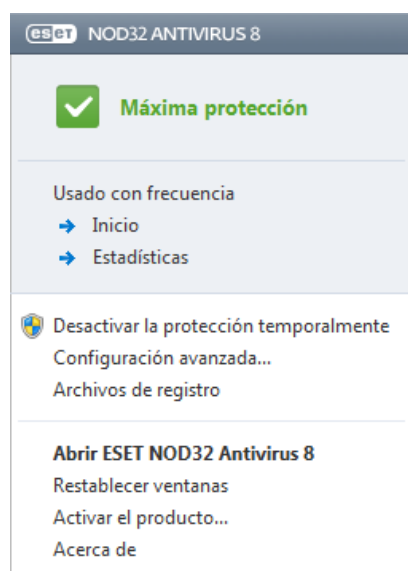 eset NOD32 ANTIVIRUS 8
Máxima protección
Usado con frecuencia
Inicio
Estadísticas
Desactivar la protección temporalmente
Configuración avanzada...
Archivos de registro
Abrir ESET NOD32 Antivirus 8
Restablecer ventanas
Activar el producto...
Acerca de